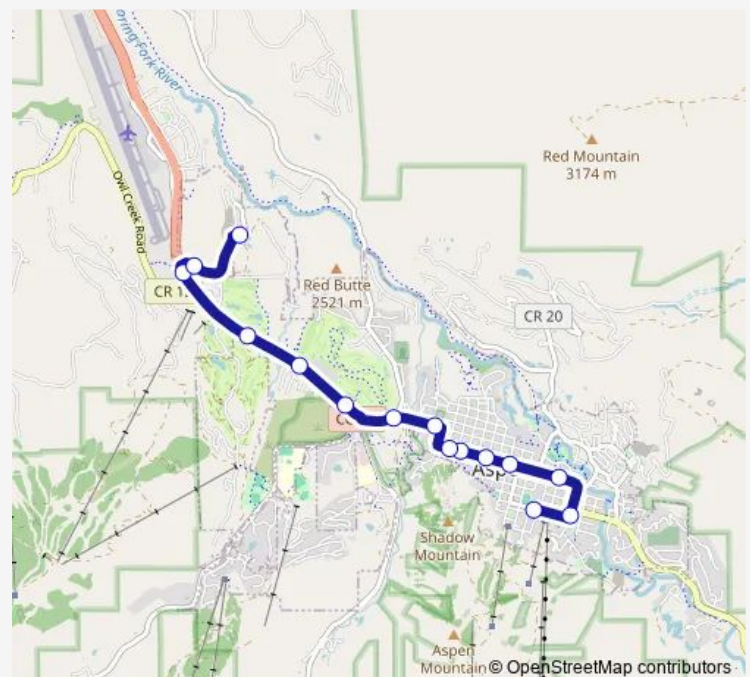 oring Fork River
Red Mountain
3174 m
Owl Creek Road
CR 1
Red Butte
2521 m
CR 20
C
Asp
Shadow
Mountain
Aspen
Mountain
© OpenStreetMap contributors